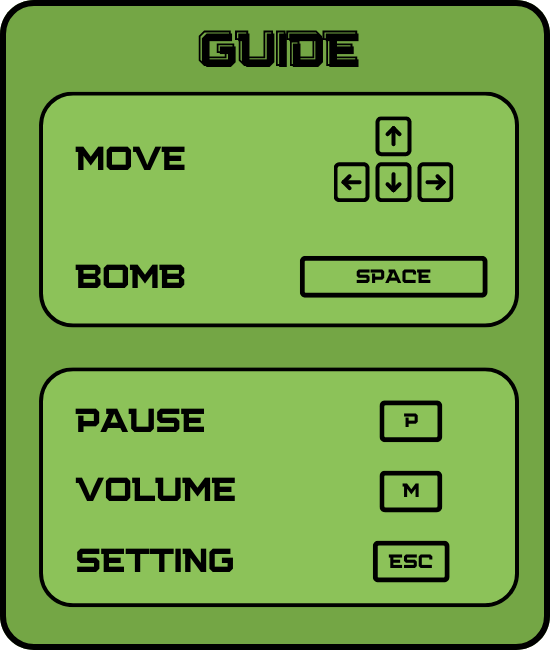 GUIDE
MOVE
↑
← ↓ →
BOMB SPACE
PAUSE P
VOLUME M
SETTING ESC